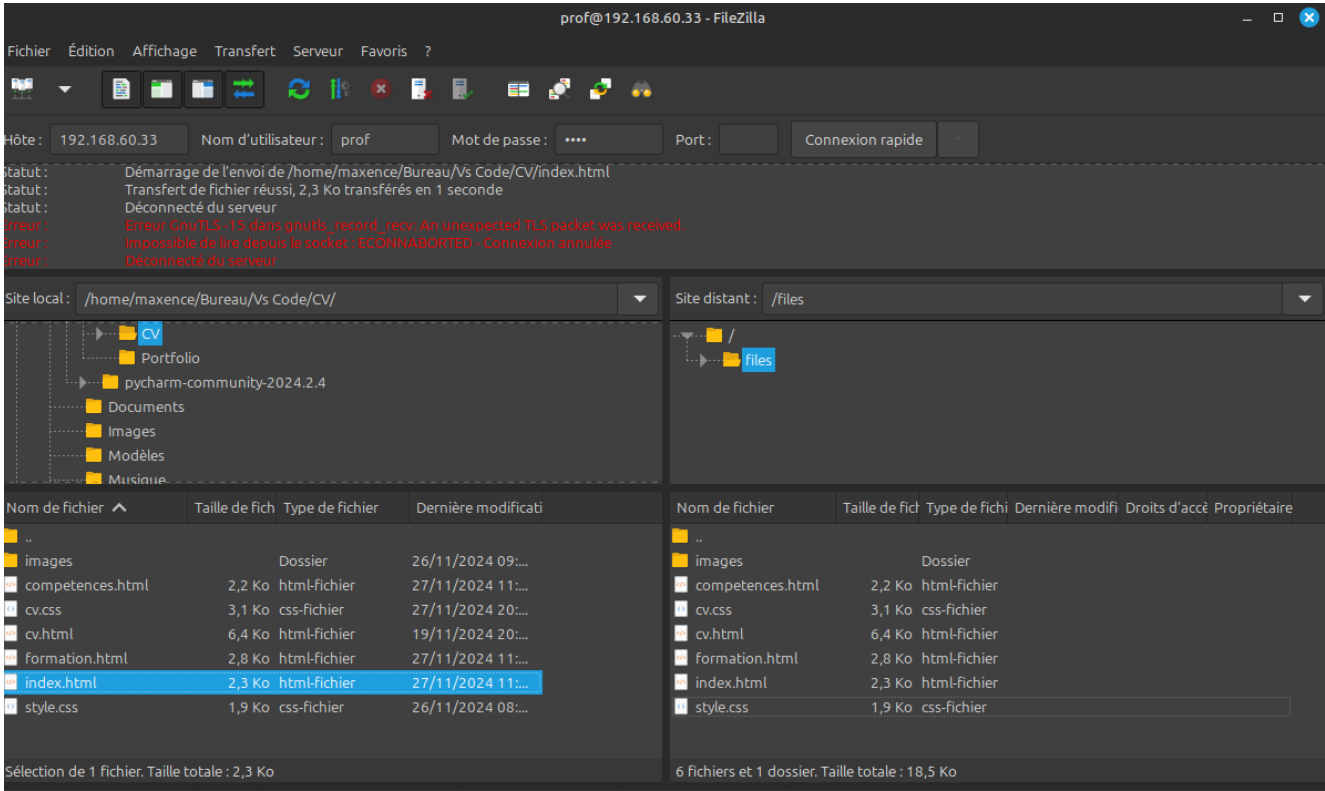 prof@192.168.60.33 - FileZilla
Fichier Édition Affichage Transfert Serveur Favoris ?
Hôte : 192.168.60.33 Nom d'utilisateur : prof Mot de passe : •••• Port : Connexion rapide
Statut : Démarrage de l'envoi de /home/maxence/Bureau/Vs Code/CV/index.html
Statut : Transfert de fichier réussi, 2,3 Ko transférés en 1 seconde
Statut : Déconnecté du serveur
Erreur : Erreur GnuTLS -15 dans gnutls_record_recv: An unexpected TLS packet was received.
Erreur : Impossible de lire depuis le socket : ECONNABORTED - Connexion annulée
Erreur : Déconnecté du serveur
Site local : /home/maxence/Bureau/Vs Code/CV/
CV
Portfolio
pycharm-community-2024.2.4
Documents
Images
Modèles
Musique
Site distant : /files
/
files
Nom de fichier Taille de fich Type de fichier Dernière modificati
..
images Dossier 26/11/2024 09:...
competences.html 2,2 Ko html-fichier 27/11/2024 11:...
cv.css 3,1 Ko css-fichier 27/11/2024 20:...
cv.html 6,4 Ko html-fichier 19/11/2024 20:...
formation.html 2,8 Ko html-fichier 27/11/2024 11:...
index.html 2,3 Ko html-fichier 27/11/2024 11:...
style.css 1,9 Ko css-fichier 26/11/2024 08:...
Sélection de 1 fichier. Taille totale : 2,3 Ko
Nom de fichier Taille de fich Type de fichi Dernière modifi Droits d'accè Propriétaire
..
images Dossier
competences.html 2,2 Ko html-fichier
cv.css 3,1 Ko css-fichier
cv.html 6,4 Ko html-fichier
formation.html 2,8 Ko html-fichier
index.html 2,3 Ko html-fichier
style.css 1,9 Ko css-fichier
6 fichiers et 1 dossier. Taille totale : 18,5 Ko